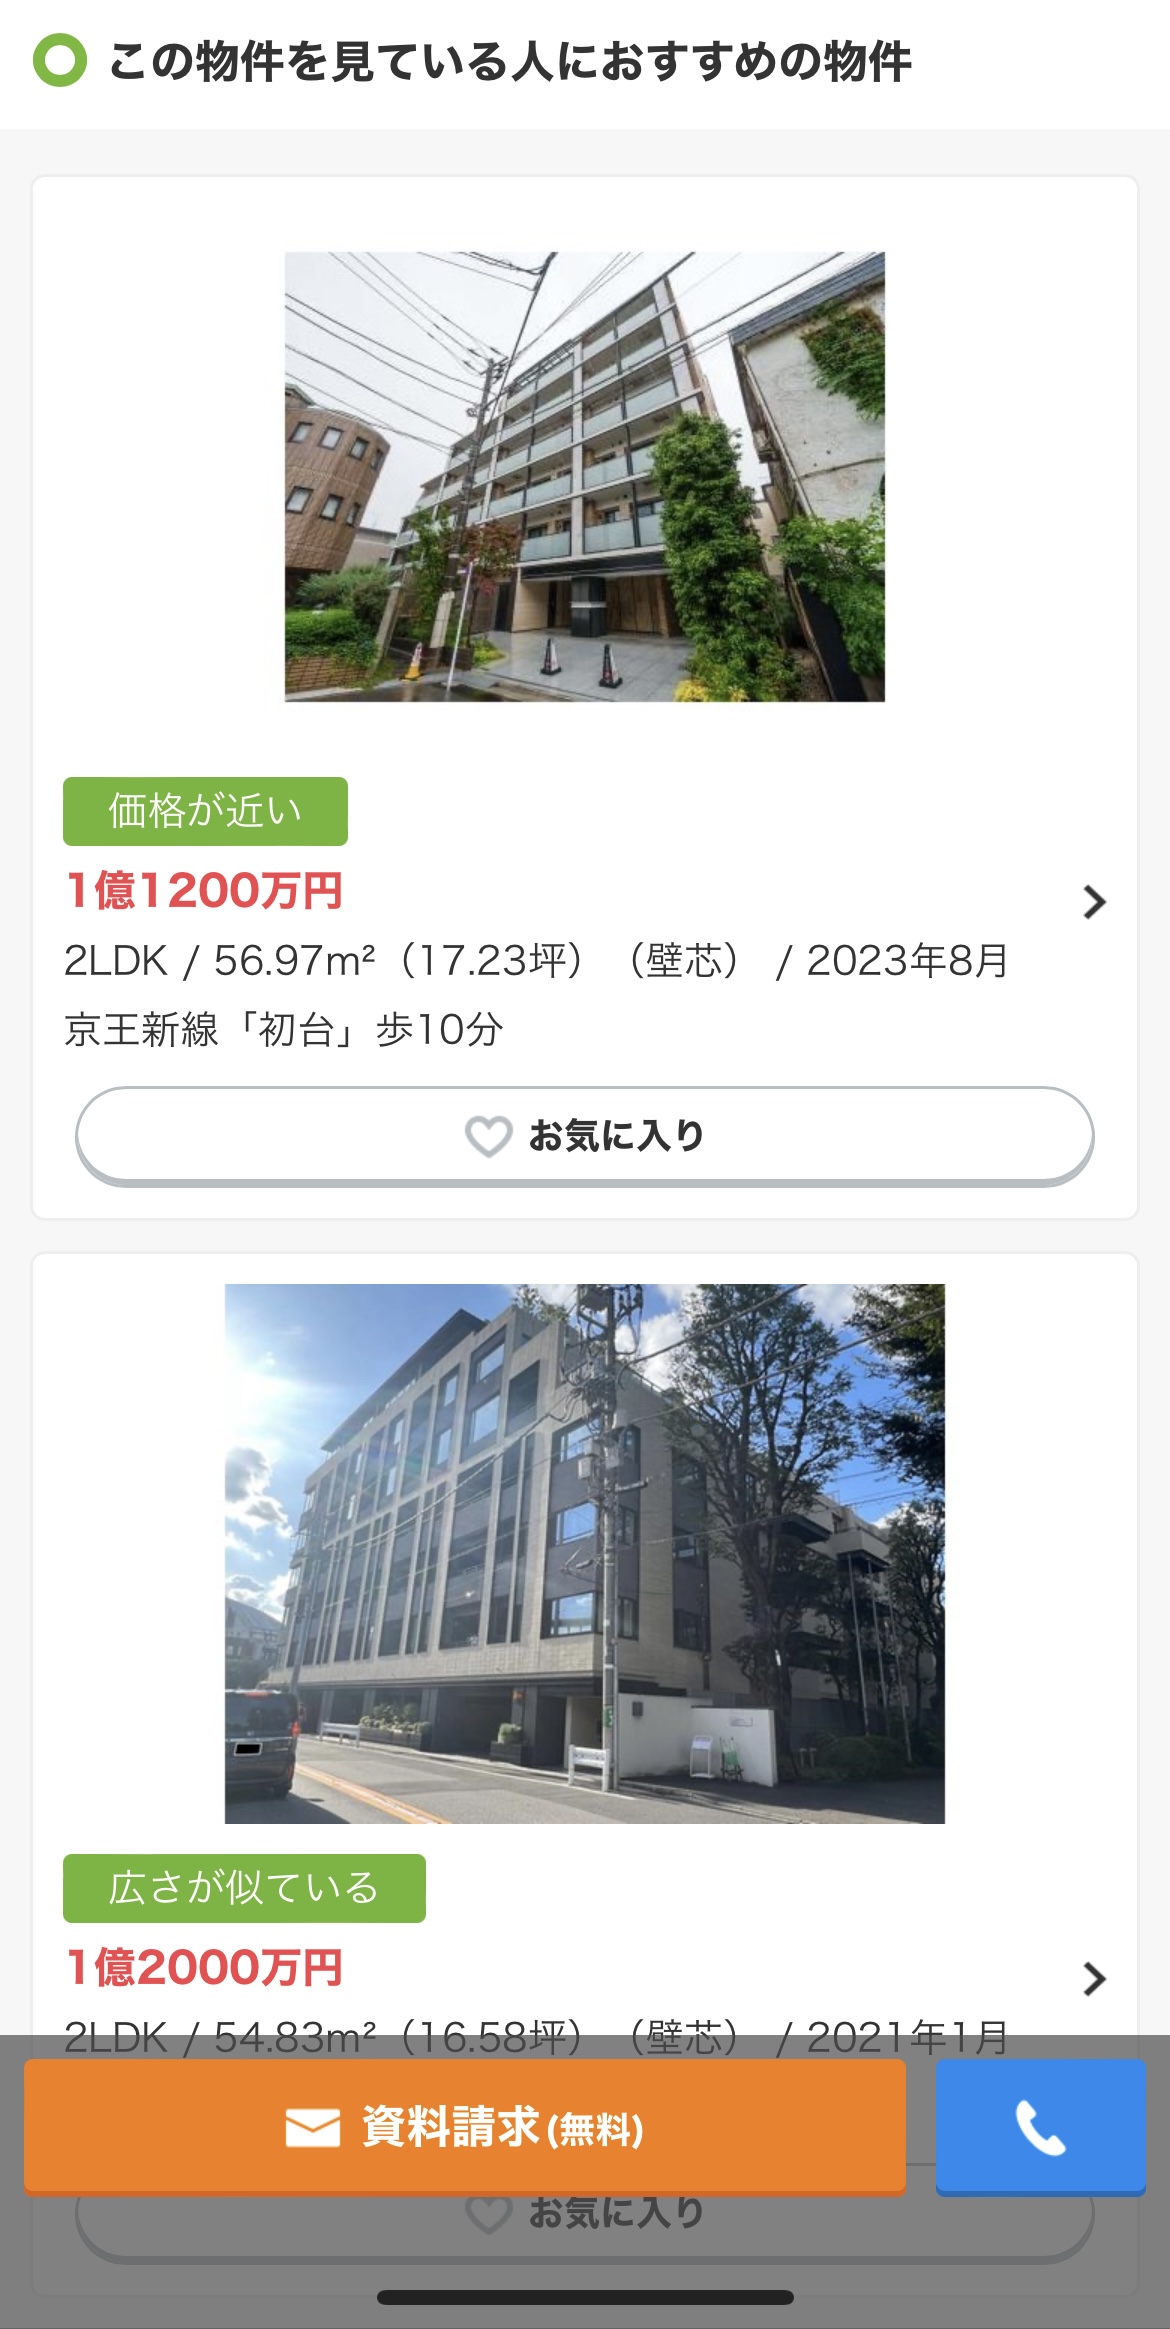 この物件を見ている人におすすめの物件
価格が近い
1億1200万円
2LDK / 56.97m²（17.23坪）（壁芯） / 2023年8月
京王新線「初台」歩10分
お気に入り
広さが似ている
1億2000万円
2LDK / 54.83m²（16.58坪）（壁芯） / 2021年1月
資料請求(無料)
お気に入り